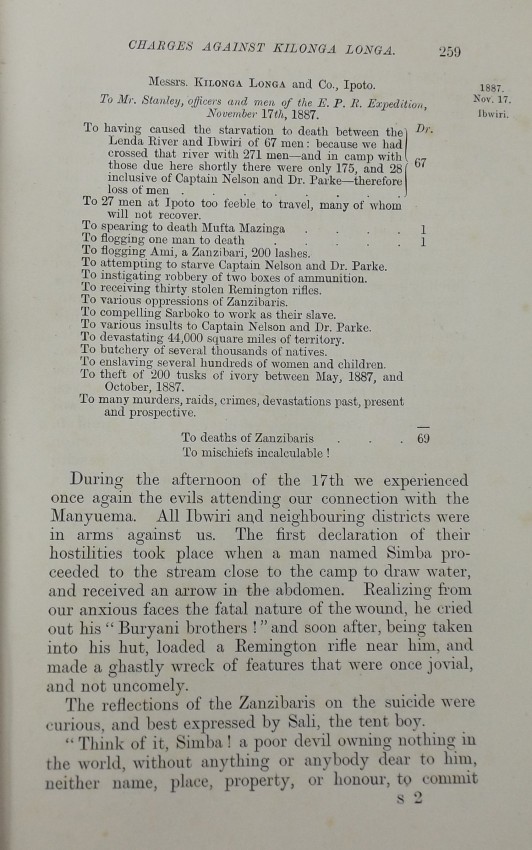 CHARGES AGAINST KILONGA LONGA. 259
Messrs. KILONGA LONGA and Co., Ipoto.
1887.
Nov. 17.
Ibwiri.
To Mr. Stanley, officers and men of the E. P. R. Expedition,
November 17th, 1887.
To having caused the starvation to death between the Dr.
Lenda River and Ibwiri of 67 men: because we had
crossed that river with 271 men—and in camp with
those due here shortly there were only 175, and 28 67
inclusive of Captain Nelson and Dr. Parke—therefore
loss of men . . . . . . .
To 27 men at Ipoto too feeble to travel, many of whom
will not recover.
To spearing to death Mufta Mazinga . . . . 1
To flogging one man to death . . . . . 1
To flogging Ami, a Zanzibari, 200 lashes.
To attempting to starve Captain Nelson and Dr. Parke.
To instigating robbery of two boxes of ammunition.
To receiving thirty stolen Remington rifles.
To various oppressions of Zanzibaris.
To compelling Sarboko to work as their slave.
To various insults to Captain Nelson and Dr. Parke.
To devastating 44,000 square miles of territory.
To butchery of several thousands of natives.
To enslaving several hundreds of women and children.
To theft of 200 tusks of ivory between May, 1887, and
October, 1887.
To many murders, raids, crimes, devastations past, present
and prospective.
To deaths of Zanzibaris . . . 69
To mischiefs incalculable !
During the afternoon of the 17th we experienced
once again the evils attending our connection with the
Manyuema. All Ibwiri and neighbouring districts were
in arms against us. The first declaration of their
hostilities took place when a man named Simba pro-
ceeded to the stream close to the camp to draw water,
and received an arrow in the abdomen. Realizing from
our anxious faces the fatal nature of the wound, he cried
out his “ Buryani brothers ! ” and soon after, being taken
into his hut, loaded a Remington rifle near him, and
made a ghastly wreck of features that were once jovial,
and not uncomely.
The reflections of the Zanzibaris on the suicide were
curious, and best expressed by Sali, the tent boy.
“ Think of it, Simba ! a poor devil owning nothing in
the world, without anything or anybody dear to him,
neither name, place, property, or honour, to commit
S 2